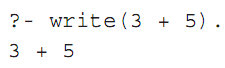 ?- write(3 + 5).
3 + 5